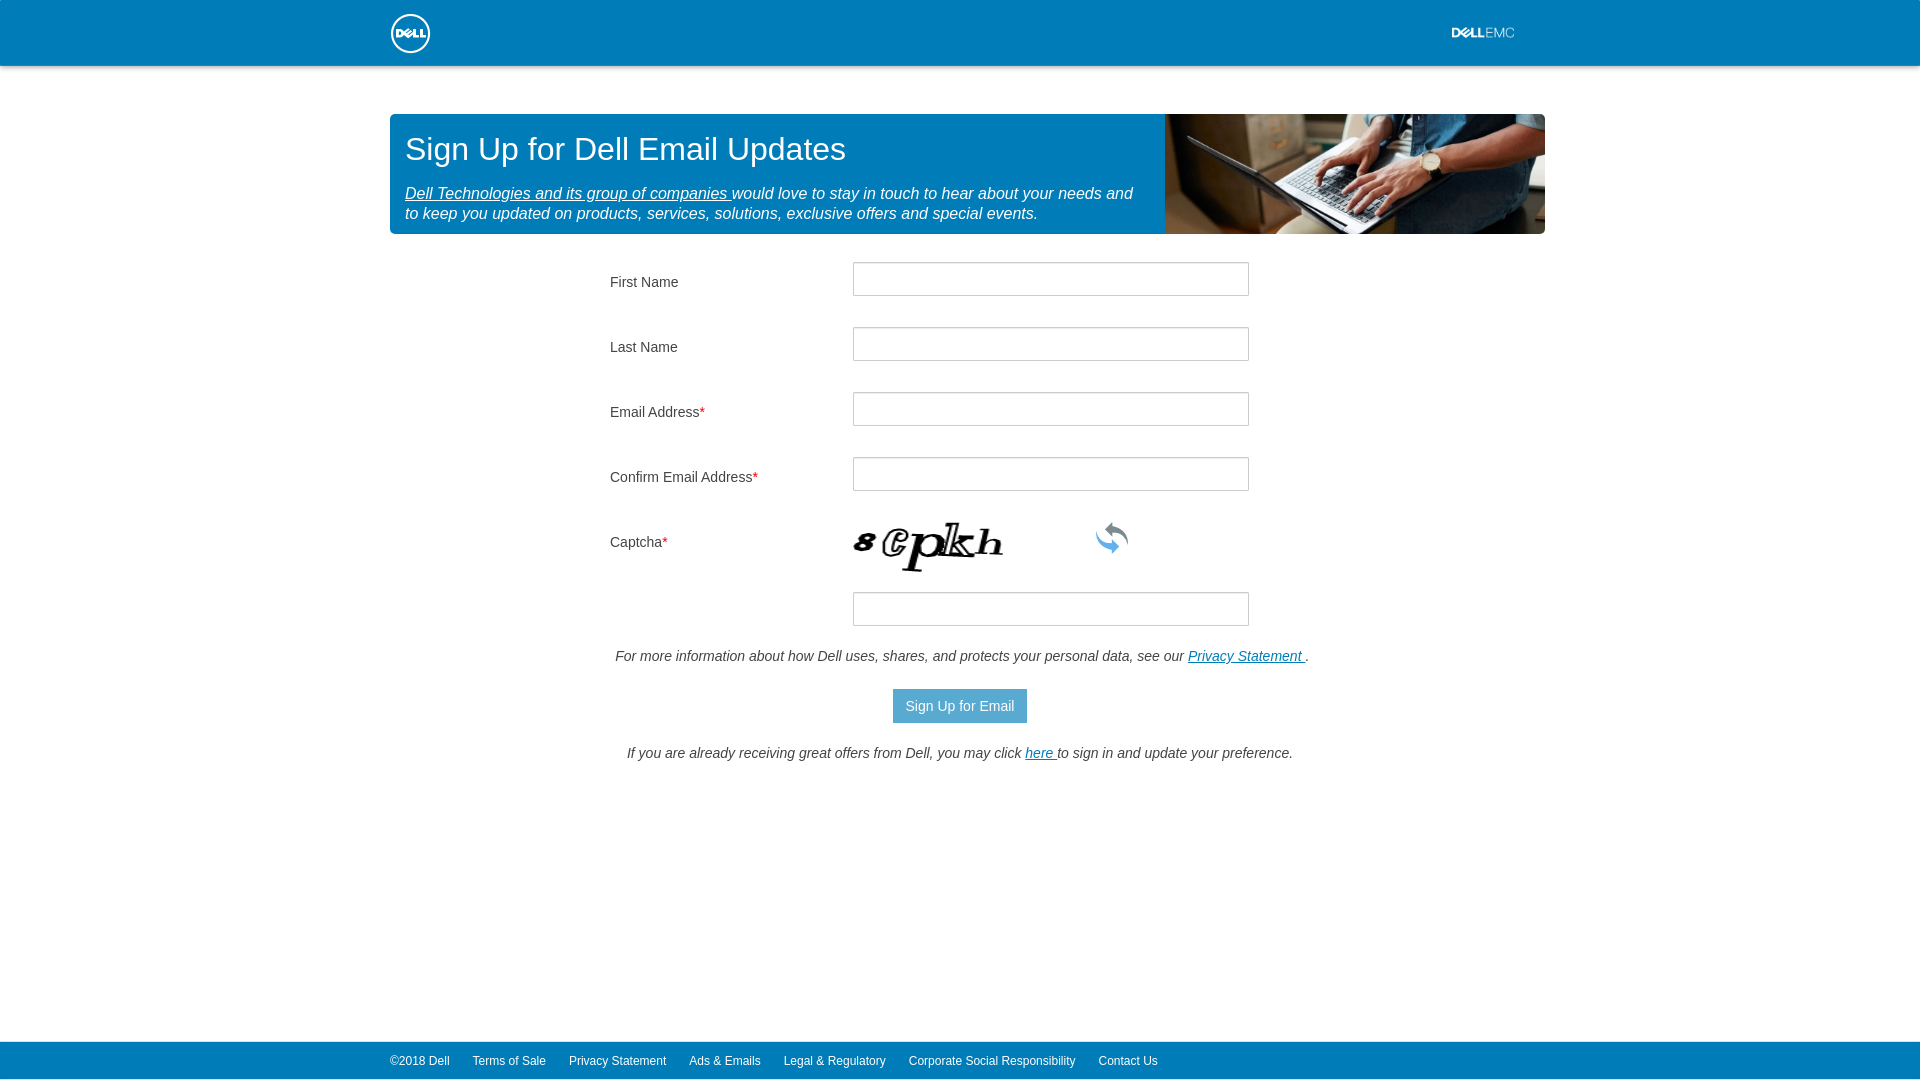 DELL
DELLEMC
Sign Up for Dell Email Updates
Dell Technologies and its group of companies would love to stay in touch to hear about your needs and
to keep you updated on products, services, solutions, exclusive offers and special events.
First Name
Last Name
Email Address*
Confirm Email Address*
Captcha*
For more information about how Dell uses, shares, and protects your personal data, see our Privacy Statement .
Sign Up for Email
If you are already receiving great offers from Dell, you may click here to sign in and update your preference.
©2018 Dell Terms of Sale Privacy Statement Ads & Emails Legal & Regulatory Corporate Social Responsibility Contact Us